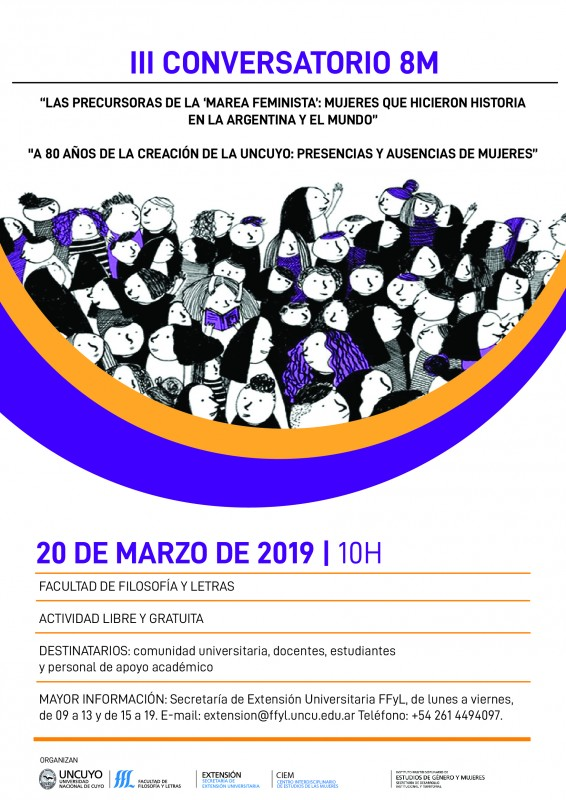 III CONVERSATORIO 8M
“LAS PRECURSORAS DE LA ‘MAREA FEMINISTA’: MUJERES QUE HICIERON HISTORIA
EN LA ARGENTINA Y EL MUNDO”
"A 80 AÑOS DE LA CREACIÓN DE LA UNCUYO: PRESENCIAS Y AUSENCIAS DE MUJERES”
20 DE MARZO DE 2019 | 10H
FACULTAD DE FILOSOFÍA Y LETRAS
ACTIVIDAD LIBRE Y GRATUITA
DESTINATARIOS: comunidad universitaria, docentes, estudiantes
y personal de apoyo académico
MAYOR INFORMACIÓN: Secretaría de Extensión Universitaria FFyL, de lunes a viernes,
de 09 a 13 y de 15 a 19. E-mail: extension@ffyl.uncu.edu.ar Teléfono: +54 261 4494097.
ORGANIZAN
UNCUYO
UNIVERSIDAD
NACIONAL DE CUYO
FACULTAD DE
FILOSOFÍA Y LETRAS
EXTENSIÓN
SECRETARÍA DE
EXTENSIÓN UNIVERSITARIA
CIEM
CENTRO INTERDISCIPLINARIO
DE ESTUDIOS DE LAS MUJERES
ESTUDIOS DE GÉNERO Y MUJERES
SECRETARÍA DE DESARROLLO
INSTITUCIONAL Y TERRITORIAL